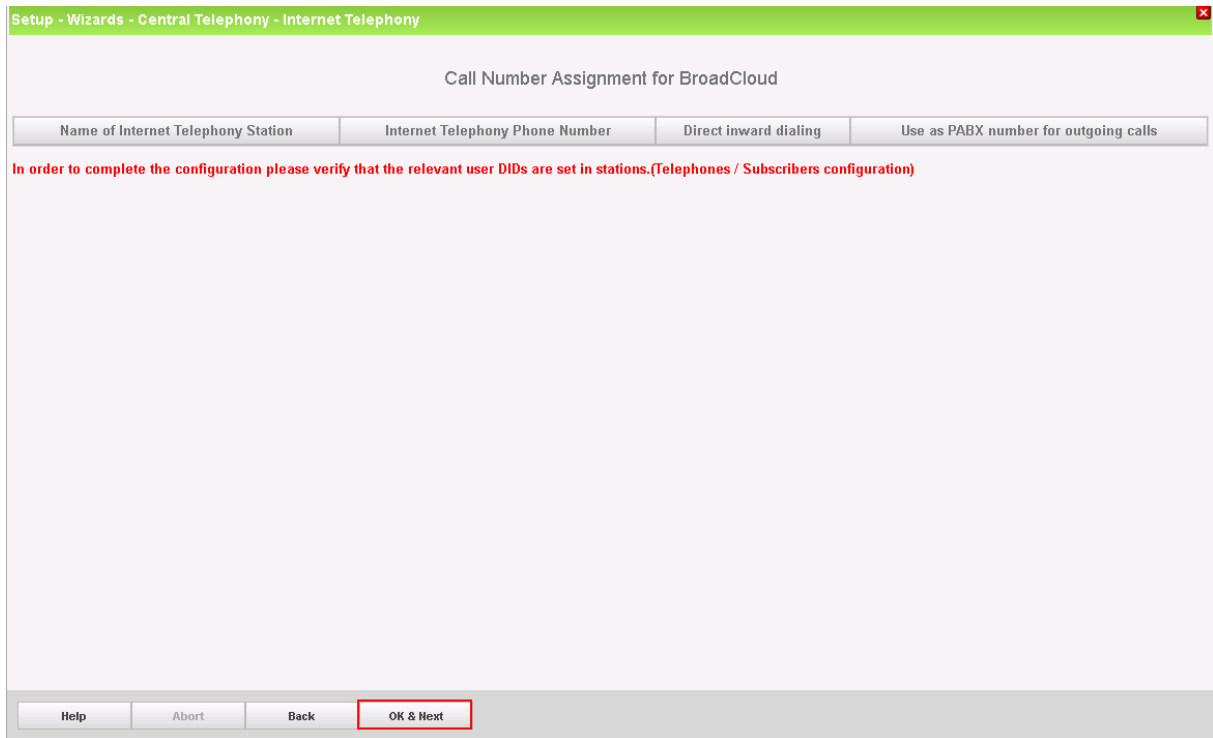 Setup - Wizards - Central Telephony - Internet Telephony
Call Number Assignment for BroadCloud
Name of Internet Telephony Station Internet Telephony Phone Number Direct inward dialing Use as PABX number for outgoing calls
In order to complete the configuration please verify that the relevant user DIDs are set in stations.(Telephones / Subscribers configuration)
Help Abort Back OK & Next